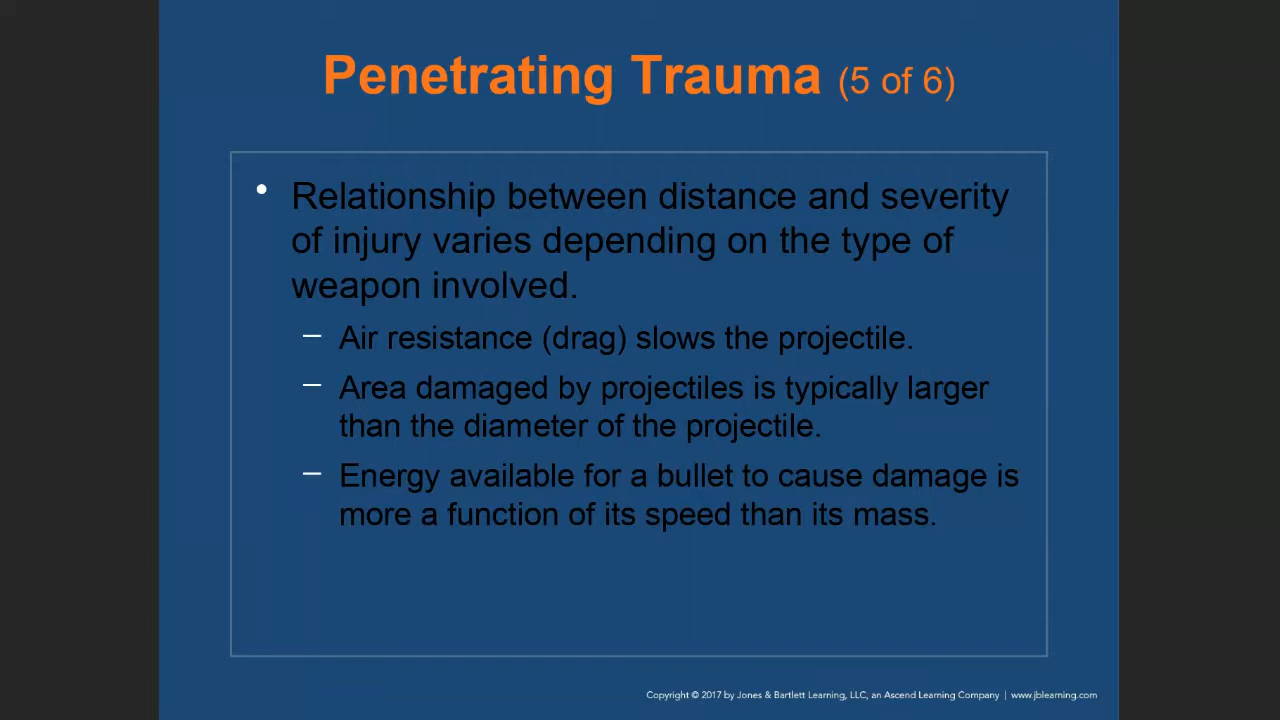 Penetrating Trauma (5 of 6)
• Relationship between distance and severity
of injury varies depending on the type of
weapon involved.
– Air resistance (drag) slows the projectile.
– Area damaged by projectiles is typically larger
than the diameter of the projectile.
– Energy available for a bullet to cause damage is
more a function of its speed than its mass.
Copyright © 2017 by Jones & Bartlett Learning, LLC, an Ascend Learning Company | www.jblearning.com